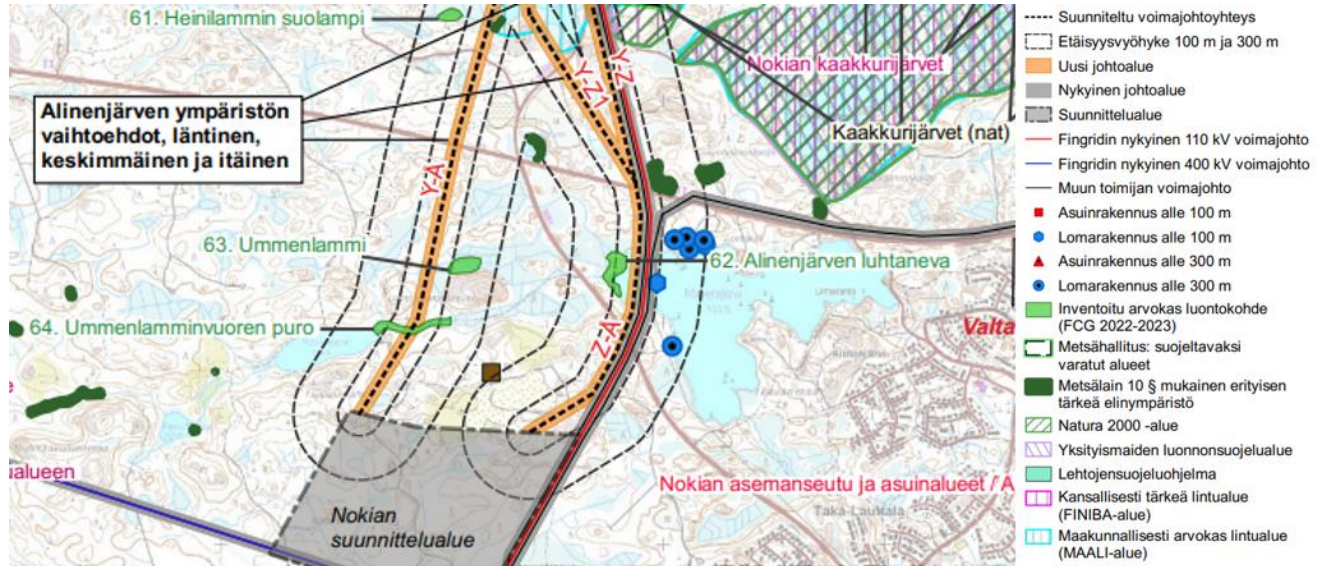 61. Heinilammin suolampi
Alinenjärven ympäristön
vaihtoehdot, läntinen,
keskimmäinen ja itäinen
Y-A
Y-Z1
Y-Z
Nokian kaakkurijärvet
Kaakkurijärvet (nat)
63. Ummenlammi
62. Alinenjärven luhtaneva
64. Ummenlamminvuoren puro
Z-A
Valta
ualueen
Nokian
suunnittelualue
Nokian asemanseutu ja asuinalueet / A
Taka-Lauttala
Suunniteltu voimajohtoyhteys
Etäisyysvyöhyke 100 m ja 300 m
Uusi johtoalue
Nykyinen johtoalue
Suunnittelualue
Fingridin nykyinen 110 kV voimajohto
Fingridin nykyinen 400 kV voimajohto
Muun toimijan voimajohto
Asuinrakennus alle 100 m
Lomarakennus alle 100 m
Asuinrakennus alle 300 m
Lomarakennus alle 300 m
Inventoitu arvokas luontokohde
(FCG 2022-2023)
Metsähallitus: suojeltavaksi
varatut alueet
Metsälain 10 § mukainen erityisen
tärkeä elinympäristö
Natura 2000 -alue
Yksityismaiden luonnonsuojelualue
Lehtojensuojeluohjelma
Kansallisesti tärkeä lintualue
(FINIBA-alue)
Maakunnallisesti arvokas lintualue
(MAALI-alue)